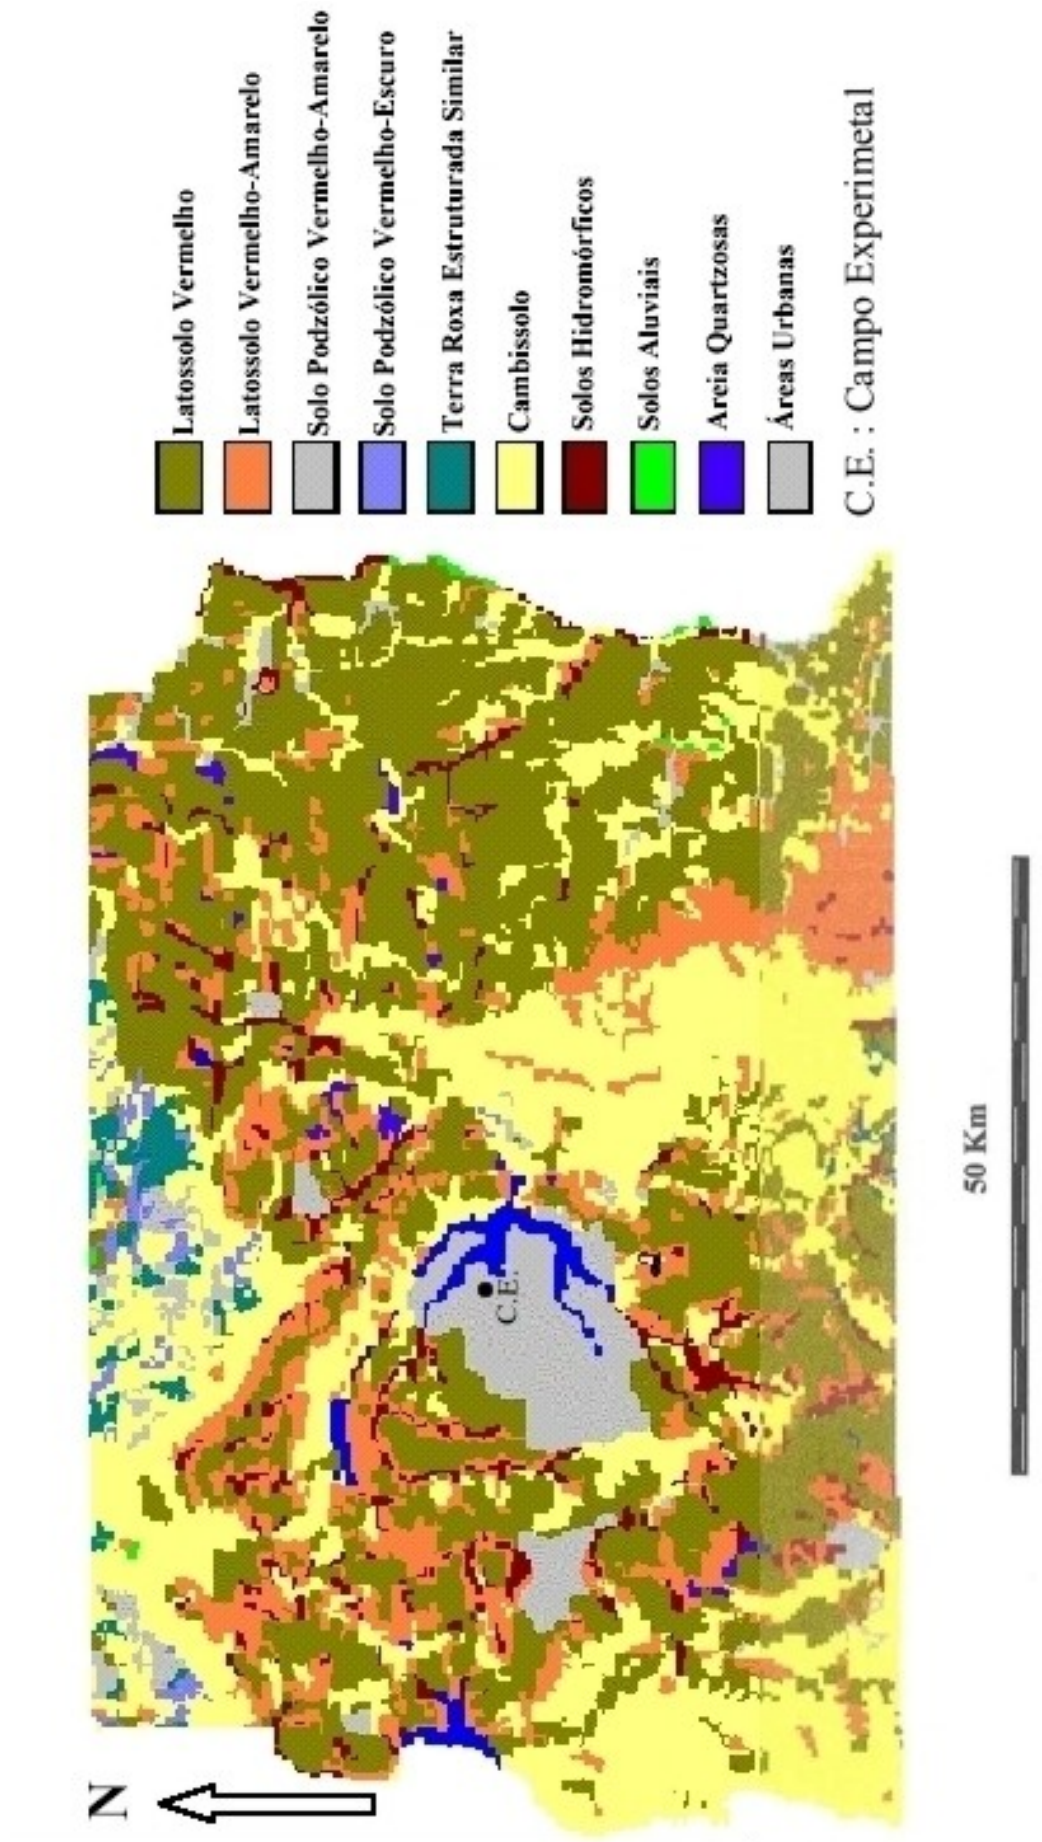 N
C.E.
Latossolo Vermelho
Latossolo Vermelho-Amarelo
Solo Podzólico Vermelho-Amarelo
Solo Podzólico Vermelho-Escuro
Terra Roxa Estruturada Similar
Cambissolo
Solos Hidromórficos
Solos Aluviais
Areia Quartzosas
Áreas Urbanas
C.E. : Campo Experimetal
50 Km